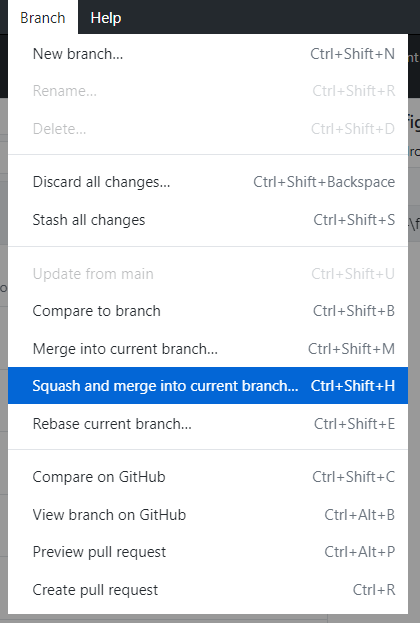 Branch Help
New branch... Ctrl+Shift+N
Rename... Ctrl+Shift+R
Delete... Ctrl+Shift+D
Discard all changes... Ctrl+Shift+Backspace
Stash all changes Ctrl+Shift+S
Update from main Ctrl+Shift+U
Compare to branch Ctrl+Shift+B
Merge into current branch... Ctrl+Shift+M
Squash and merge into current branch... Ctrl+Shift+H
Rebase current branch... Ctrl+Shift+E
Compare on GitHub Ctrl+Shift+C
View branch on GitHub Ctrl+Alt+B
Preview pull request Ctrl+Alt+P
Create pull request Ctrl+R